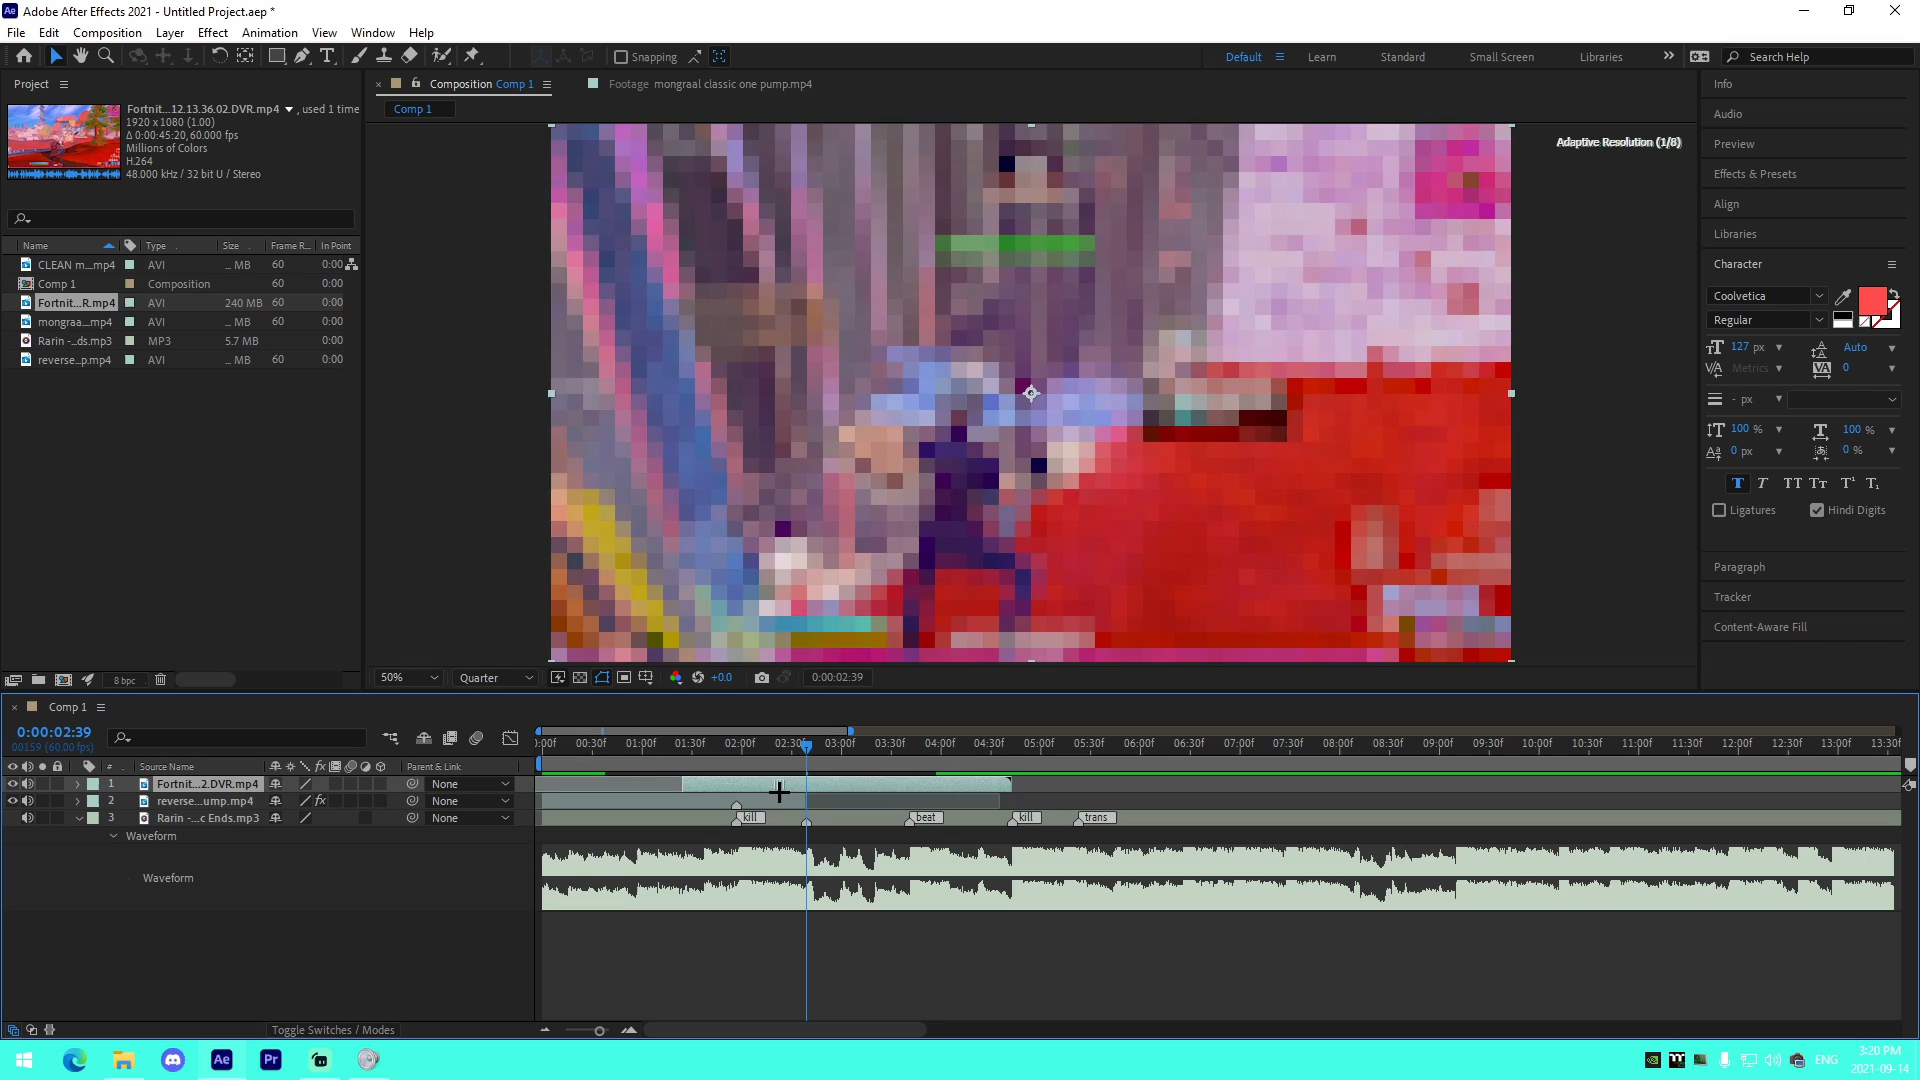 Ae Adobe After Effects 2021 - Untitled Project.aep *
File Edit Composition Layer Effect Animation View Window Help
Snapping
Default Learn Standard Small Screen Libraries Search Help
Project
Fortnit...12.13.36.02.DVR.mp4 , used 1 time
1920 x 1080 (1.00)
Δ 0:00:45:20, 60.000 fps
Millions of Colors
H.264
48.000 kHz / 32 bit U / Stereo
Name Type Size Frame R... In Point
CLEAN m...mp4 AVI ... MB 60 0:00
Comp 1 Composition 60 0:00
Fortnit...R.mp4 AVI 240 MB 60 0:00
mongraa...mp4 AVI ... MB 60 0:00
Rarin -...ds.mp3 MP3 5.7 MB 0:00
reverse...p.mp4 AVI ... MB 60 0:00
8 bpc
Composition Comp 1
Footage mongraal classic one pump.mp4
Comp 1
Adaptive Resolution (1/8)
50% Quarter +0.0 0:00:02:39
Info
Audio
Preview
Effects & Presets
Align
Libraries
Character
Coolvetica
Regular
127 px Auto
Metrics 0
- px
100 % 100 %
0 px 0 %
T T TT Tt T¹ T₁
Ligatures Hindi Digits
Paragraph
Tracker
Content-Aware Fill
Comp 1
0:00:02:39
00159 (60.00 fps)
:00f 00:30f 01:00f 01:30f 02:00f 02:30f 03:00f 03:30f 04:00f 04:30f 05:00f 05:30f 06:00f 06:30f 07:00f 07:30f 08:00f 08:30f 09:00f 09:30f 10:00f 10:30f 11:00f 11:30f 12:00f 12:30f 13:00f 13:30f
# Source Name fx Parent & Link
1 Fortnit...2.DVR.mp4 None
2 reverse...ump.mp4 fx None
3 Rarin -...c Ends.mp3 None
kill beat kill trans
Waveform
Waveform
Toggle Switches / Modes
Ae Pr
ENG
3:20 PM
2021-09-14